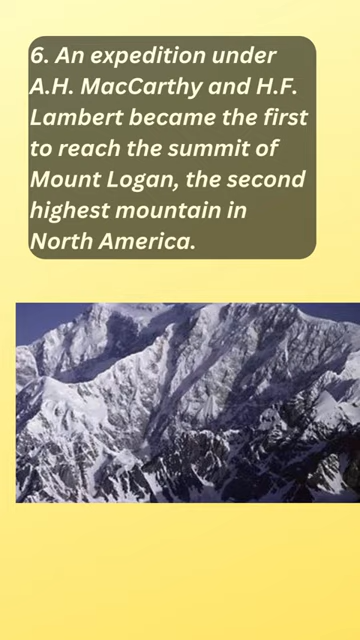 6. An expedition under
A.H. MacCarthy and H.F.
Lambert became the first
to reach the summit of
Mount Logan, the second
highest mountain in
North America.